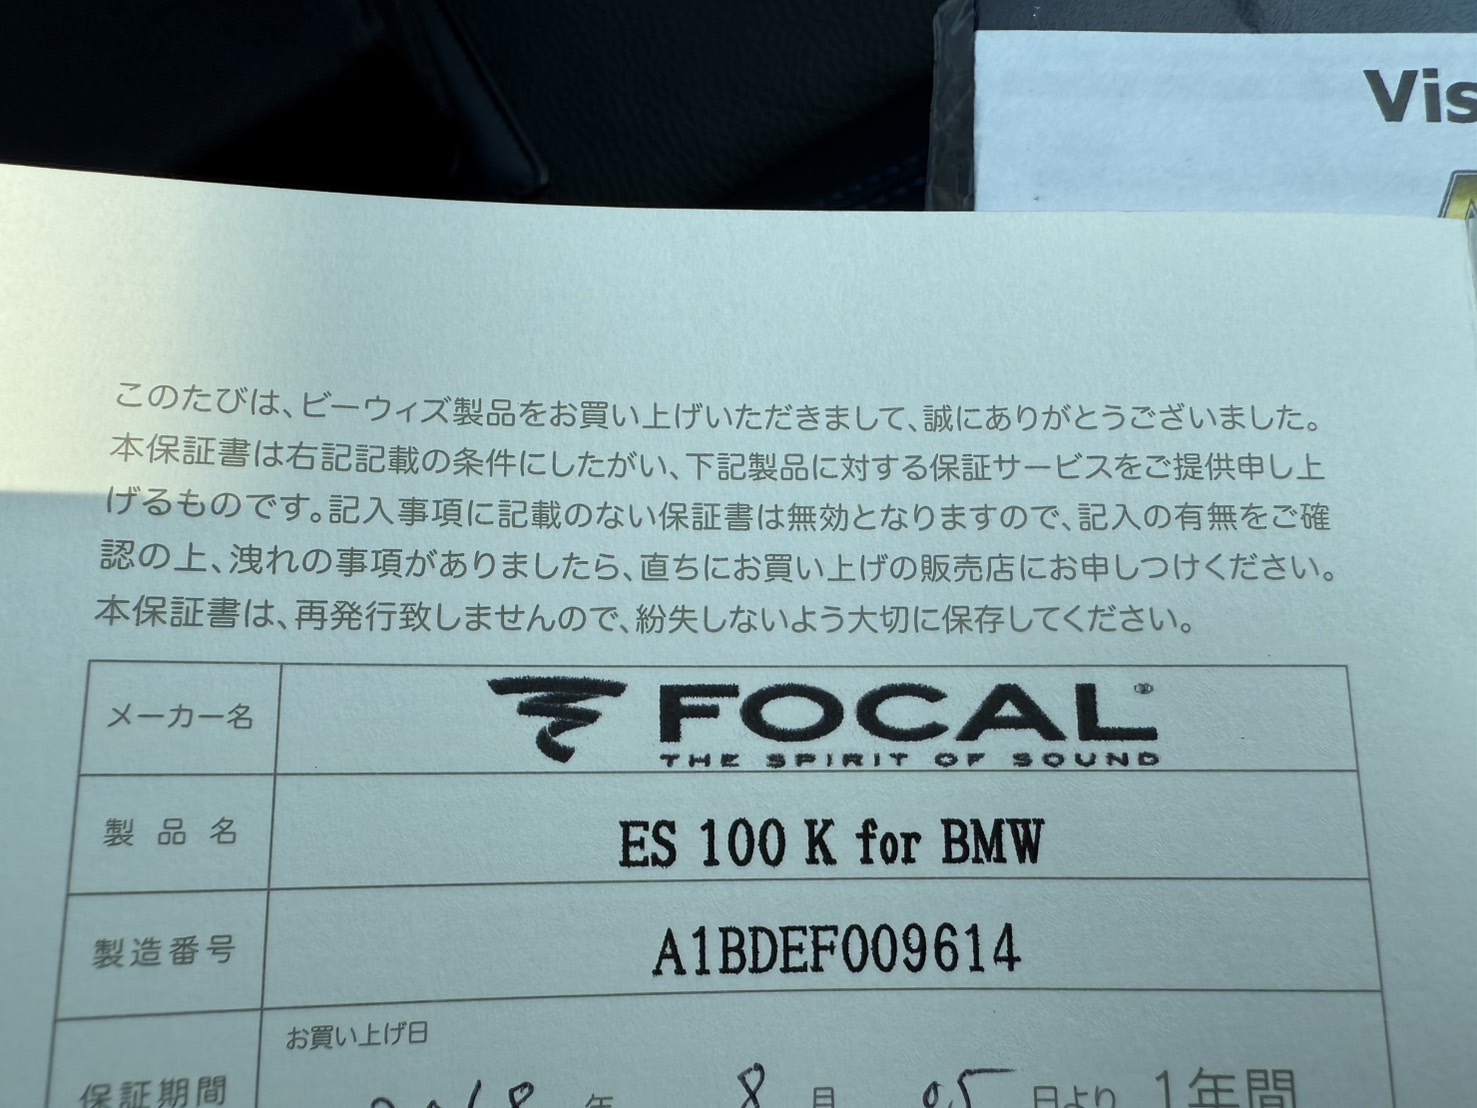 Vis
このたびは、ビーウィズ製品をお買い上げいただきまして、誠にありがとうございました。
本保証書は右記記載の条件にしたがい、下記製品に対する保証サービスをご提供申し上
げるものです。記入事項に記載のない保証書は無効となりますので、記入の有無をご確
認の上、洩れの事項がありましたら、直ちにお買い上げの販売店にお申しつけください。
本保証書は、再発行致しませんので、紛失しないよう大切に保存してください。
メーカー名 FOCAL®
THE SPIRIT OF SOUND
製品名 ES 100 K for BMW
製造番号 A1BDEF009614
お買い上げ日
保証期間 2018 年 8 月 05 日より 1年間